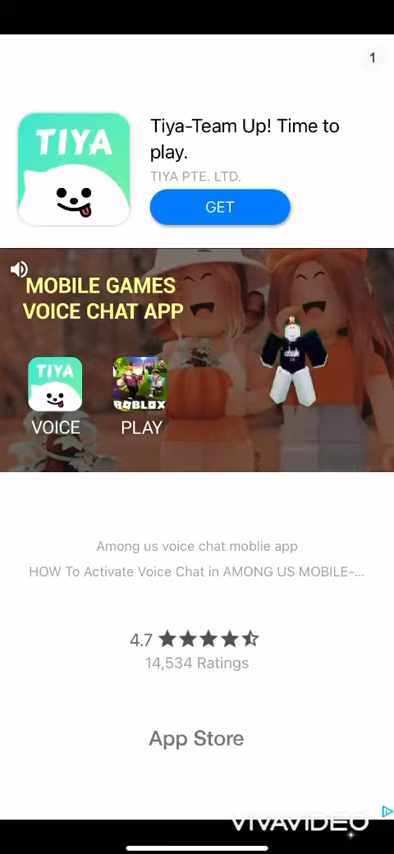 1
TIYA
Tiya-Team Up! Time to
play.
TIYA PTE. LTD.
GET
MOBILE GAMES
VOICE CHAT APP
TIYA
ROBLOX
VOICE
PLAY
Among us voice chat moblie app
HOW To Activate Voice Chat in AMONG US MOBILE-...
4.7
14,534 Ratings
App Store
VIVAVIDEO